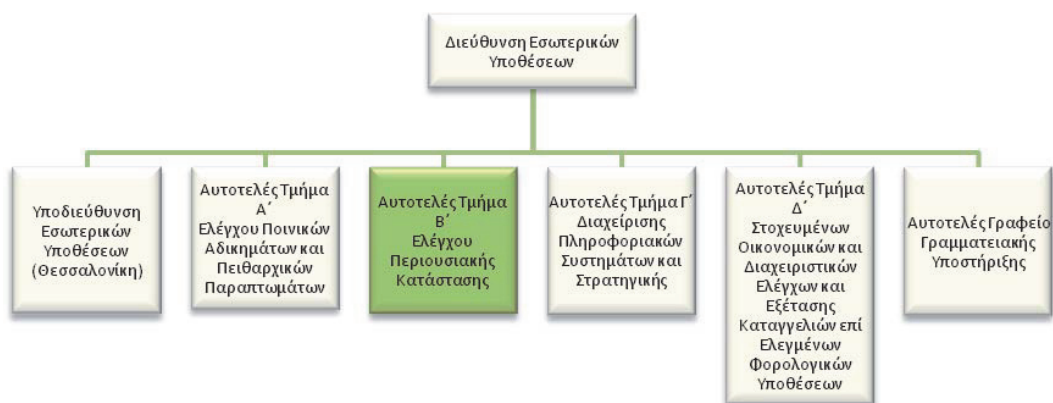 Διεύθυνση Εσωτερικών
Υποθέσεων
Υποδιεύθυνση
Εσωτερικών
Υποθέσεων
(Θεσσαλονίκη)
Αυτοτελές Τμήμα
Α΄
Ελέγχου Ποινικών
Αδικημάτων και
Πειθαρχικών
Παραπτωμάτων
Αυτοτελές Τμήμα
Β΄
Ελέγχου
Περιουσιακής
Κατάστασης
Αυτοτελές Τμήμα Γ΄
Διαχείρισης
Πληροφοριακών
Συστημάτων και
Στρατηγικής
Αυτοτελές Τμήμα
Δ΄
Στοχευμένων
Οικονομικών και
Διαχειριστικών
Ελέγχων και
Εξέτασης
Καταγγελιών επί
Ελεγμένων
Φορολογικών
Υποθέσεων
Αυτοτελές Γραφείο
Γραμματειακής
Υποστήριξης